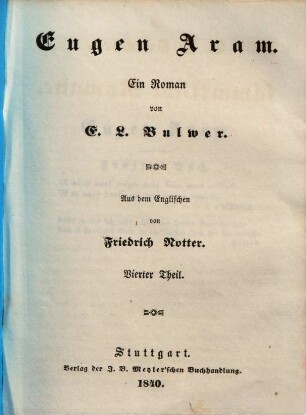 Eugen Aram.
Ein Roman
von
E. L. Bulwer.
Aus dem Englischen
von
Friedrich Notter.
Vierter Theil.
Stuttgart.
Verlag der J. B. Metzler'schen Buchhandlung.
1840.